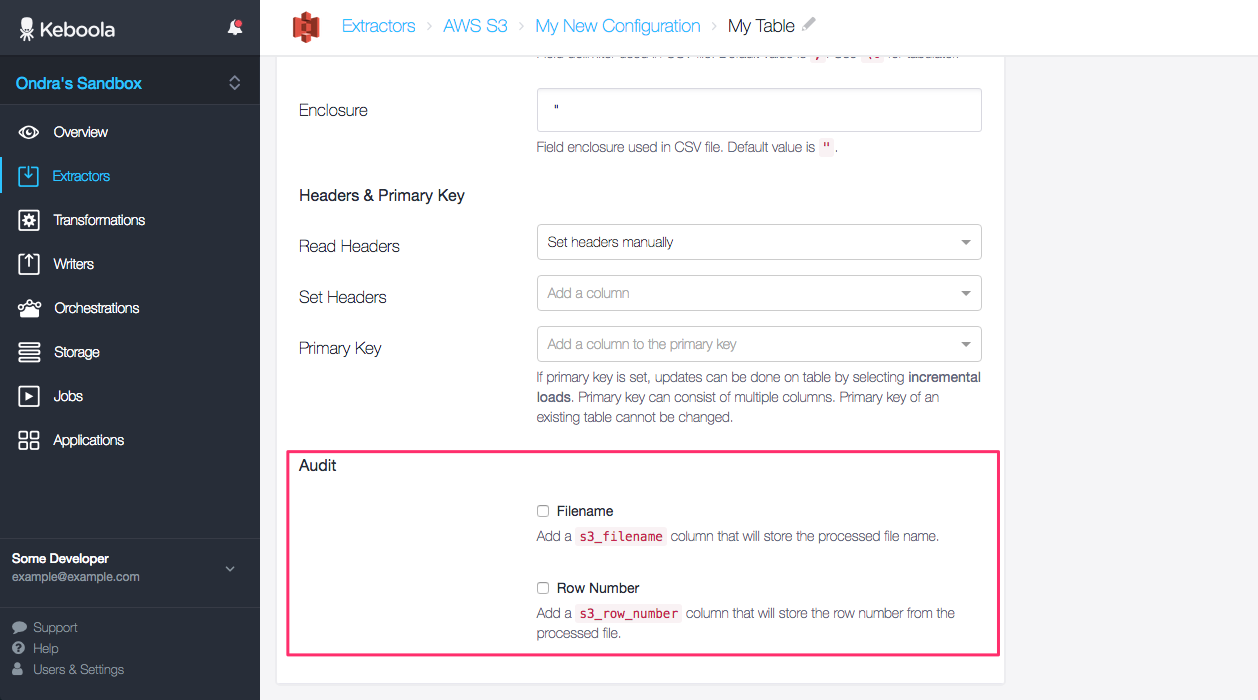 Keboola
Ondra's Sandbox
Overview
Extractors
Transformations
Writers
Orchestrations
Storage
Jobs
Applications
Some Developer
example@example.com
Support
Help
Users & Settings
Extractors > AWS S3 > My New Configuration > My Table
Enclosure
"
Field enclosure used in CSV file. Default value is " .
Headers & Primary Key
Read Headers
Set headers manually
Set Headers
Add a column
Primary Key
Add a column to the primary key
If primary key is set, updates can be done on table by selecting incremental
loads. Primary key can consist of multiple columns. Primary key of an
existing table cannot be changed.
Audit
Filename
Add a s3_filename column that will store the processed file name.
Row Number
Add a s3_row_number column that will store the row number from the
processed file.